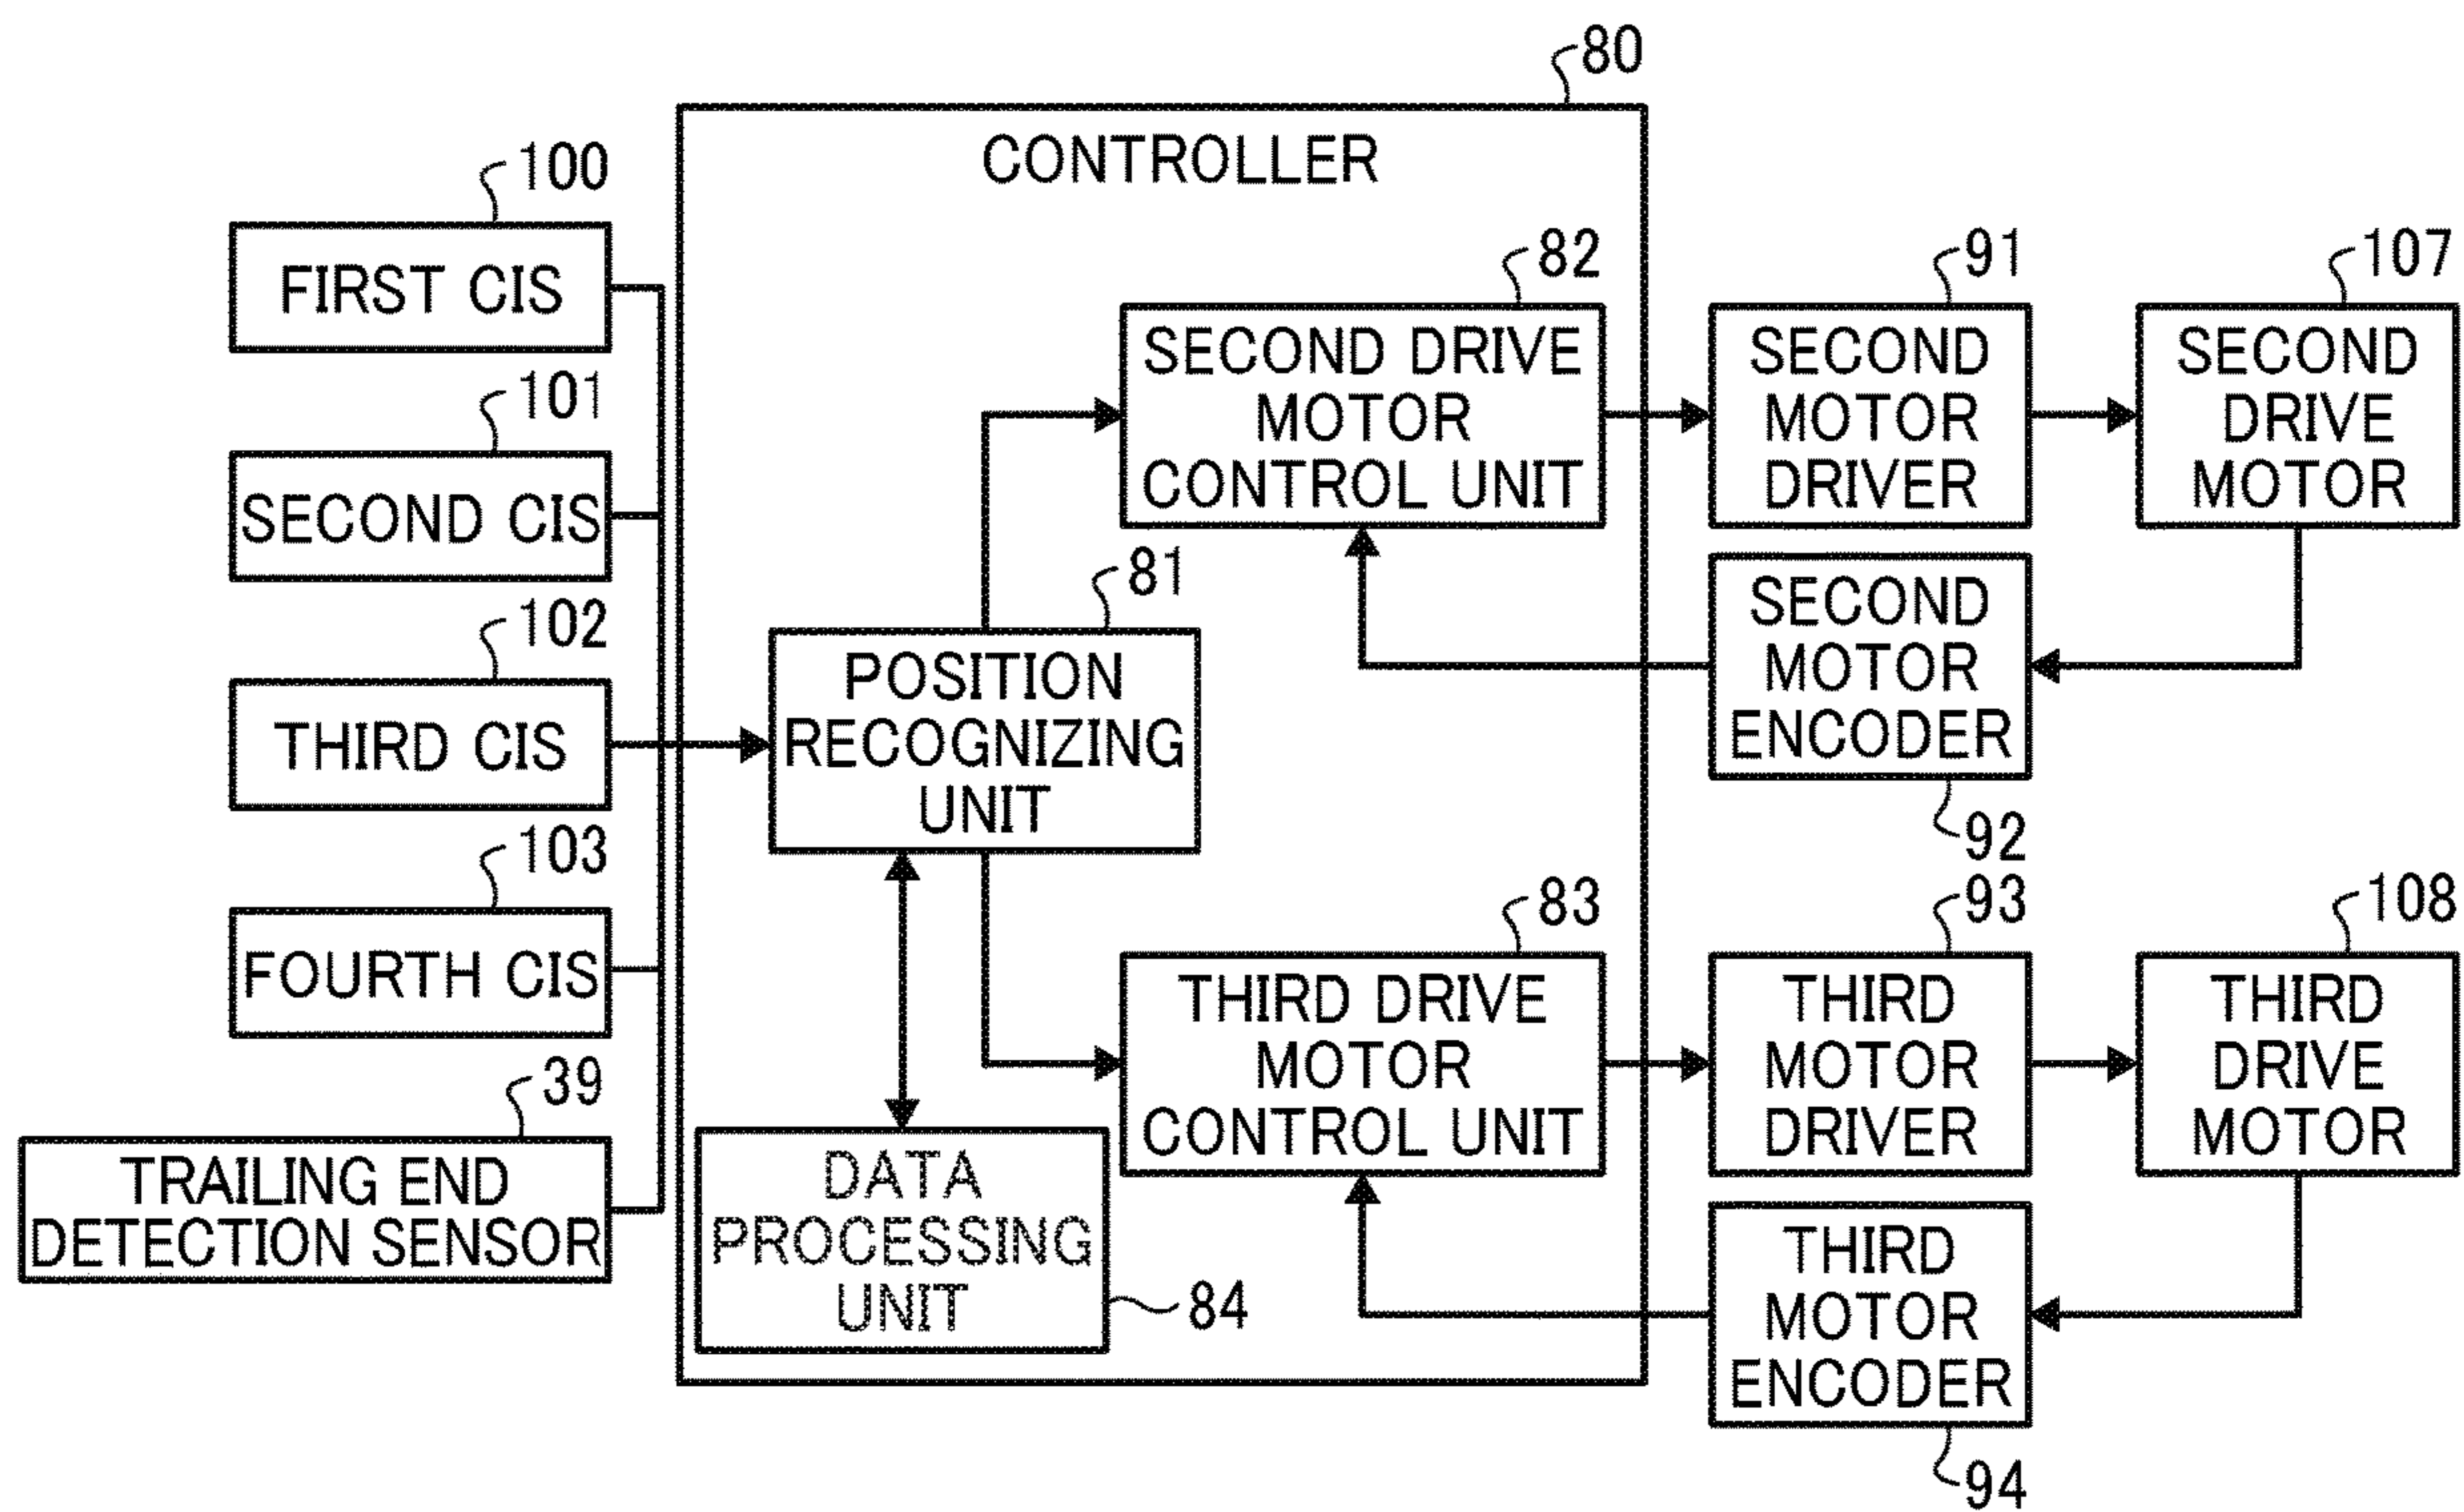 80
CONTROLLER
100
FIRST CIS
101
SECOND CIS
102
THIRD CIS
103
FOURTH CIS
39
TRAILING END
DETECTION SENSOR
81
POSITION
RECOGNIZING
UNIT
DATA
PROCESSING
UNIT
84
82
SECOND DRIVE
MOTOR
CONTROL UNIT
83
THIRD DRIVE
MOTOR
CONTROL UNIT
91
SECOND
MOTOR
DRIVER
107
SECOND
DRIVE
MOTOR
SECOND
MOTOR
ENCODER
92
93
THIRD
MOTOR
DRIVER
108
THIRD
DRIVE
MOTOR
THIRD
MOTOR
ENCODER
94